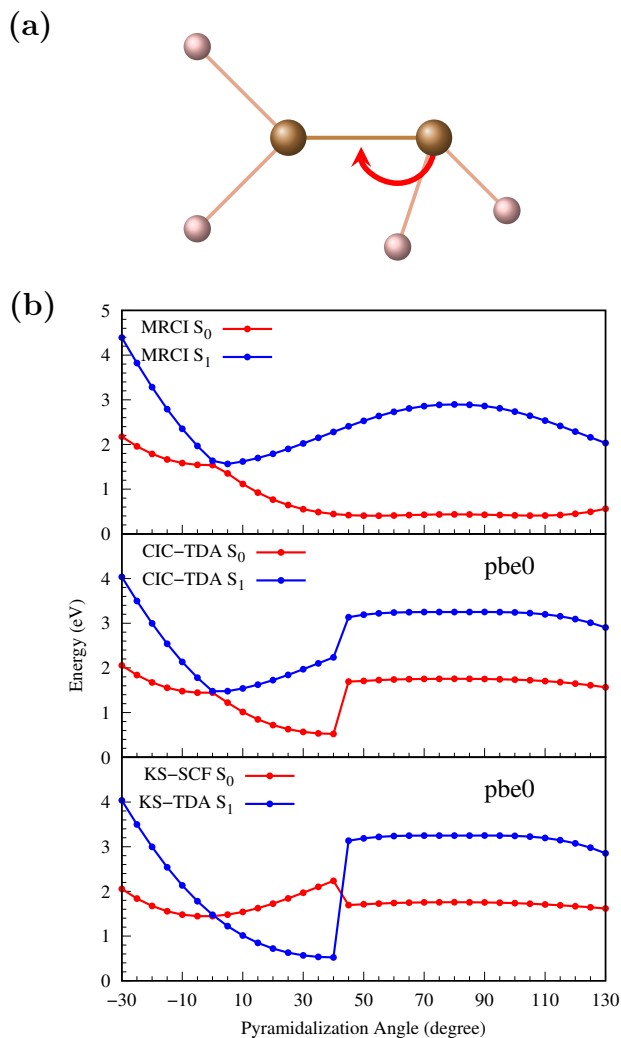 (a)
(b)
5
4
3
2
1
0
MRCI S0
MRCI S1
4
3
2
1
0
CIC−TDA S0
CIC−TDA S1
pbe0
Energy (eV)
4
3
2
1
0
KS−SCF S0
KS−TDA S1
pbe0
−30 −10 10 30 50 70 90 110 130
Pyramidalization Angle (degree)